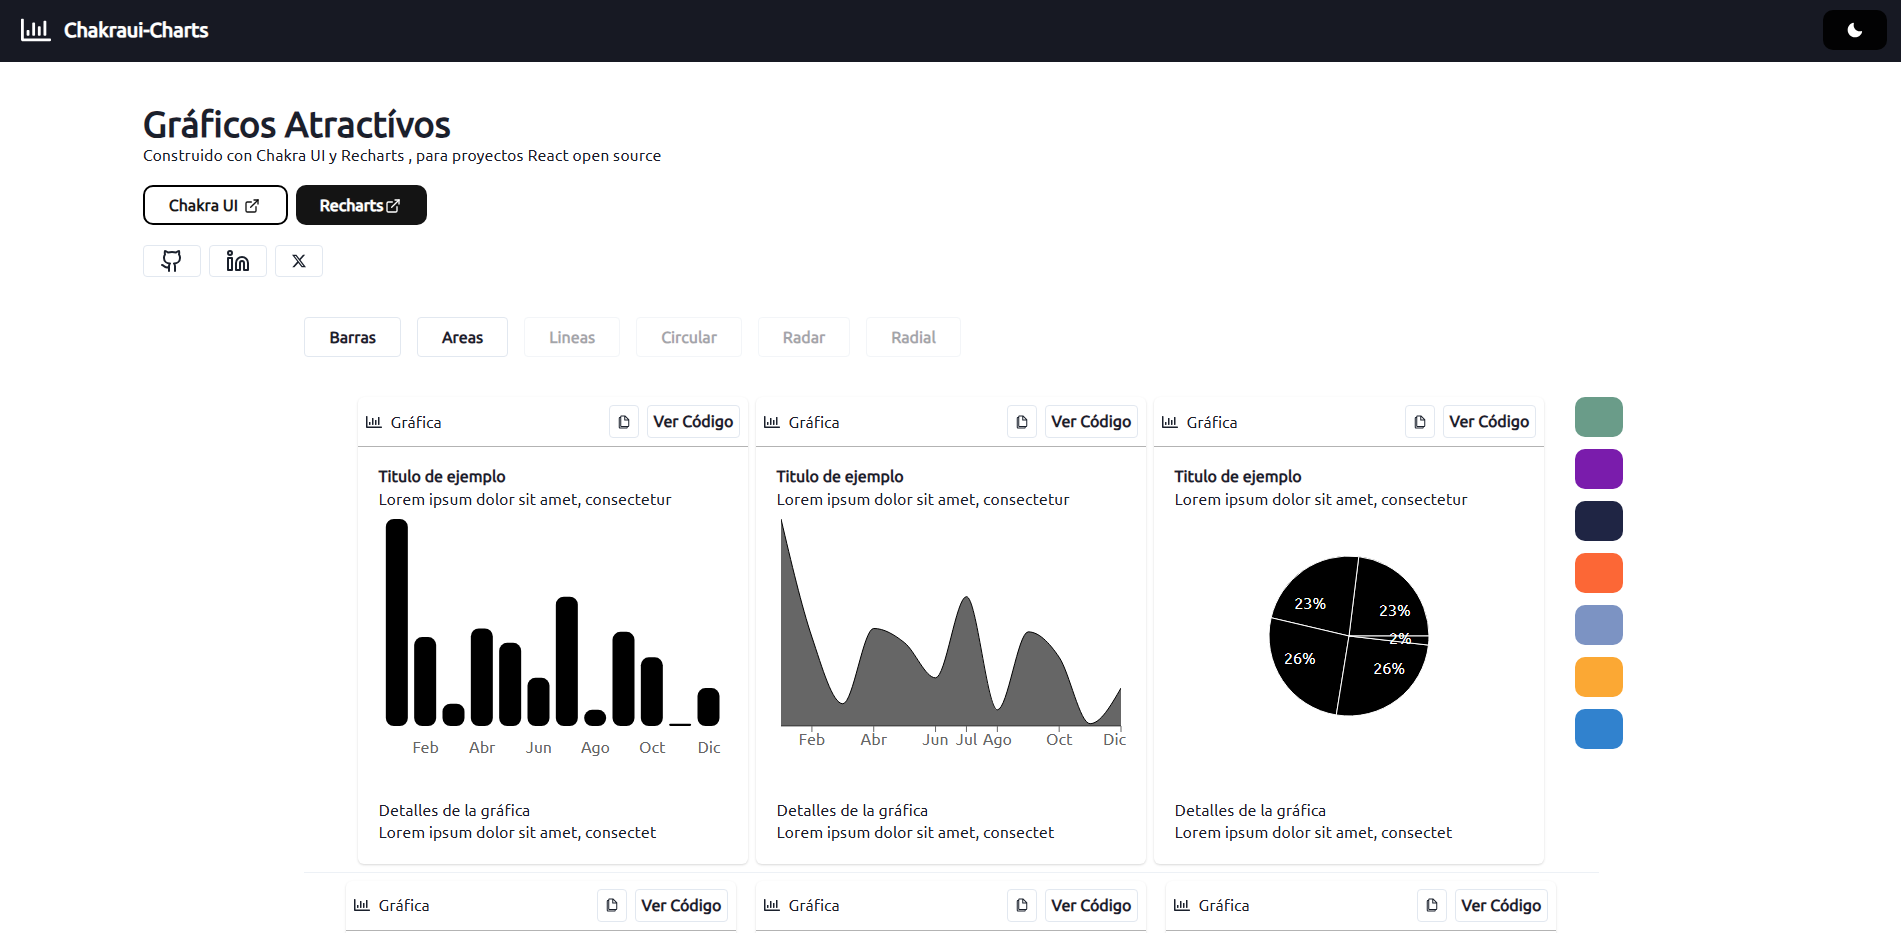 Chakraui-Charts
Gráficos Atractívos
Construido con Chakra UI y Recharts , para proyectos React open source
Chakra UI
Recharts
Barras
Areas
Lineas
Circular
Radar
Radial
Gráfica
Ver Código
Titulo de ejemplo
Lorem ipsum dolor sit amet, consectetur
Feb Abr Jun Ago Oct Dic
Detalles de la gráfica
Lorem ipsum dolor sit amet, consectet
Gráfica
Ver Código
Titulo de ejemplo
Lorem ipsum dolor sit amet, consectetur
Feb Abr Jun Jul Ago Oct Dic
Detalles de la gráfica
Lorem ipsum dolor sit amet, consectet
Gráfica
Ver Código
Titulo de ejemplo
Lorem ipsum dolor sit amet, consectetur
23%
23%
2%
26%
26%
Detalles de la gráfica
Lorem ipsum dolor sit amet, consectet
Gráfica
Ver Código
Gráfica
Ver Código
Gráfica
Ver Código